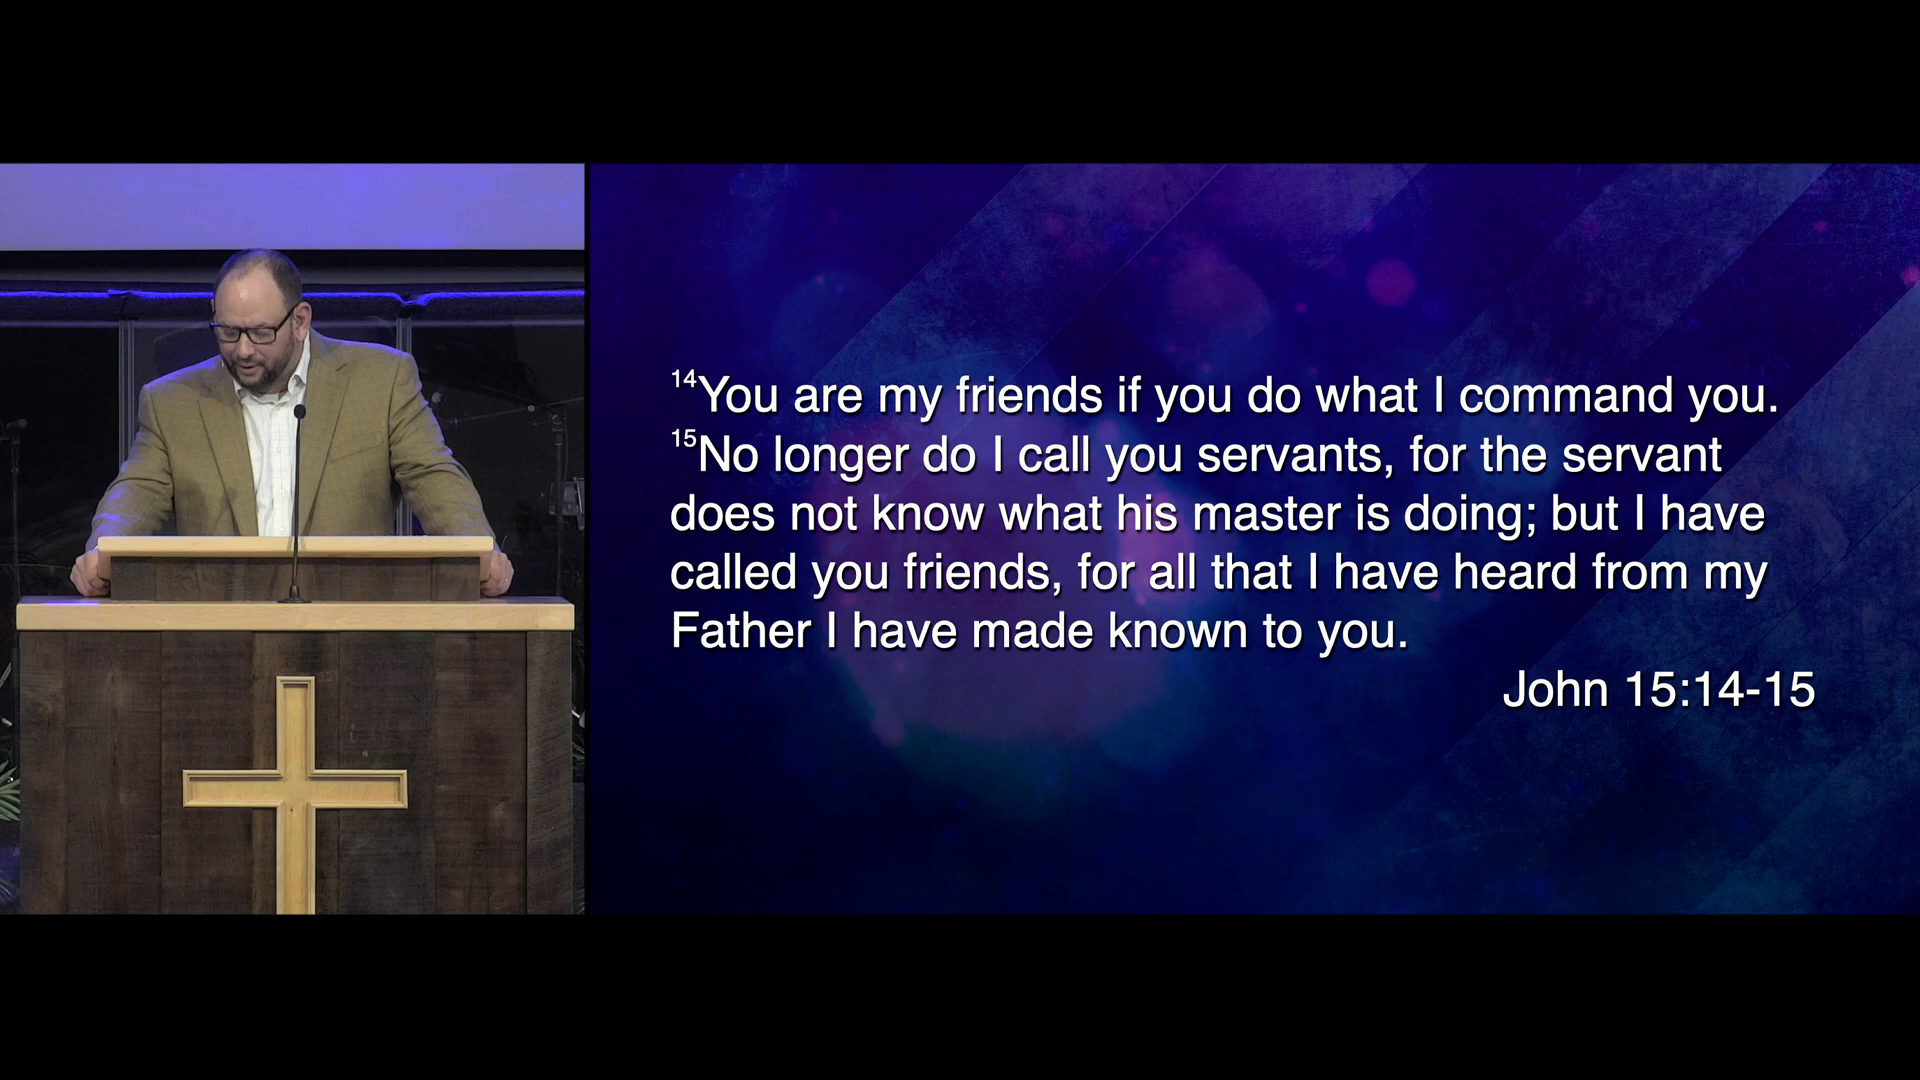 14You are my friends if you do what I command you.
15No longer do I call you servants, for the servant
does not know what his master is doing; but I have
called you friends, for all that I have heard from my
Father I have made known to you.
John 15:14-15